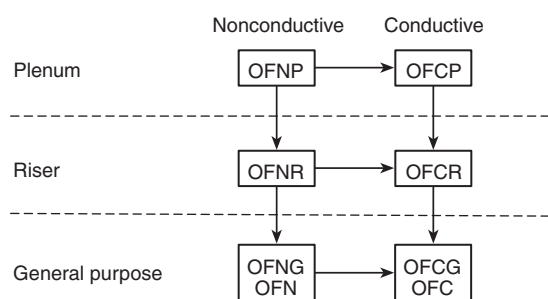 Nonconductive Conductive
Plenum OFNP OFCP
Riser OFNR OFCR
OFNG OFCG
General purpose
OFN OFC